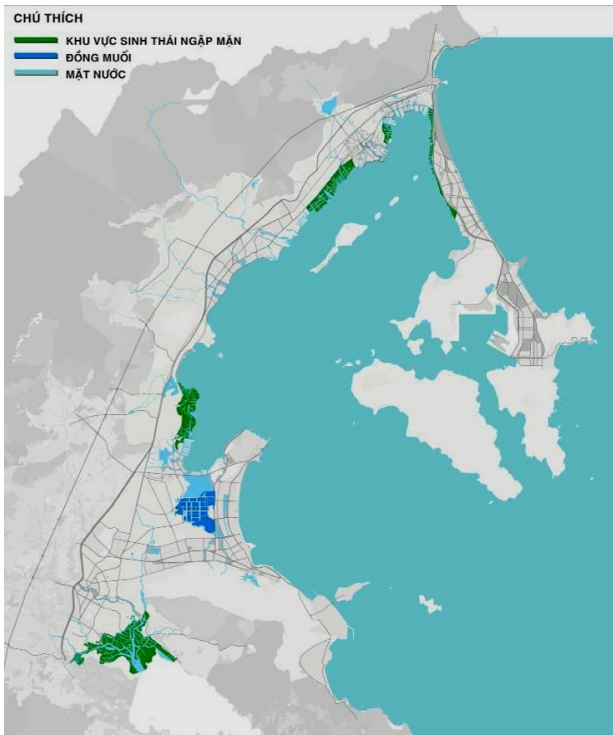 CHÚ THÍCH
KHU VỰC SINH THÁI NGẬP MẶN
ĐỒNG MUỐI
MẶT NƯỚC